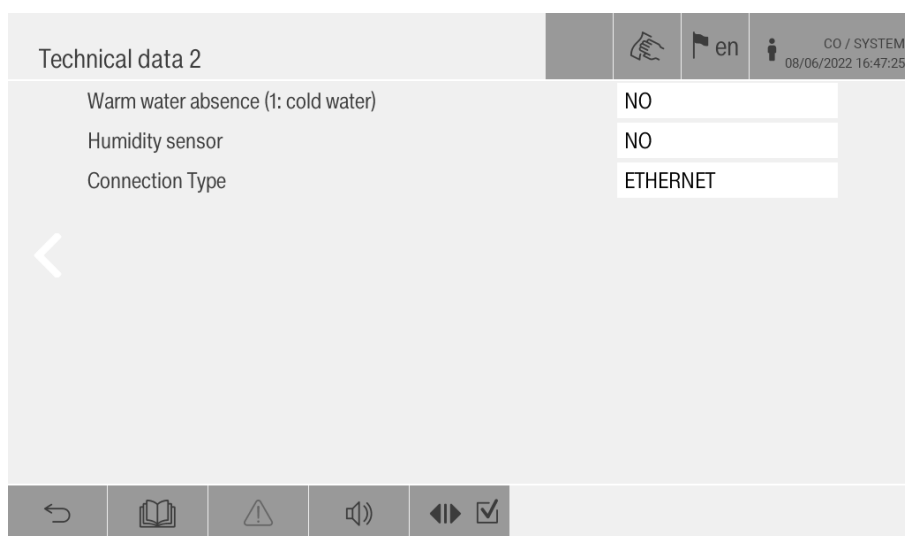 Technical data 2
en
CO / SYSTEM
08/06/2022 16:47:25
Warm water absence (1: cold water)
NO
Humidity sensor
NO
Connection Type
ETHERNET